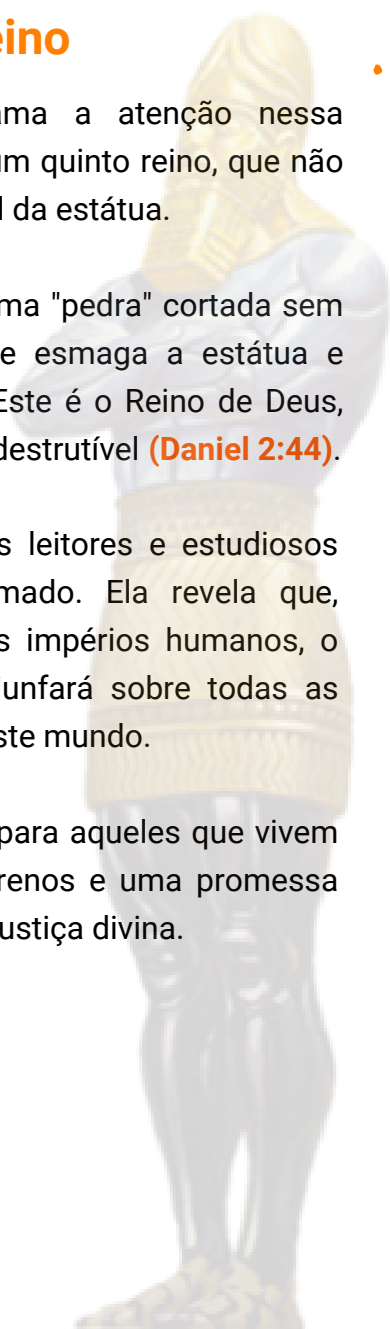 eino
ama a atenção nessa
um quinto reino, que não
l da estátua.
ma "pedra" cortada sem
e esmaga a estátua e
Este é o Reino de Deus,
destrutível (Daniel 2:44).
s leitores e estudiosos
mado. Ela revela que,
s impérios humanos, o
unfará sobre todas as
ste mundo.
para aqueles que vivem
renos e uma promessa
ustiça divina.